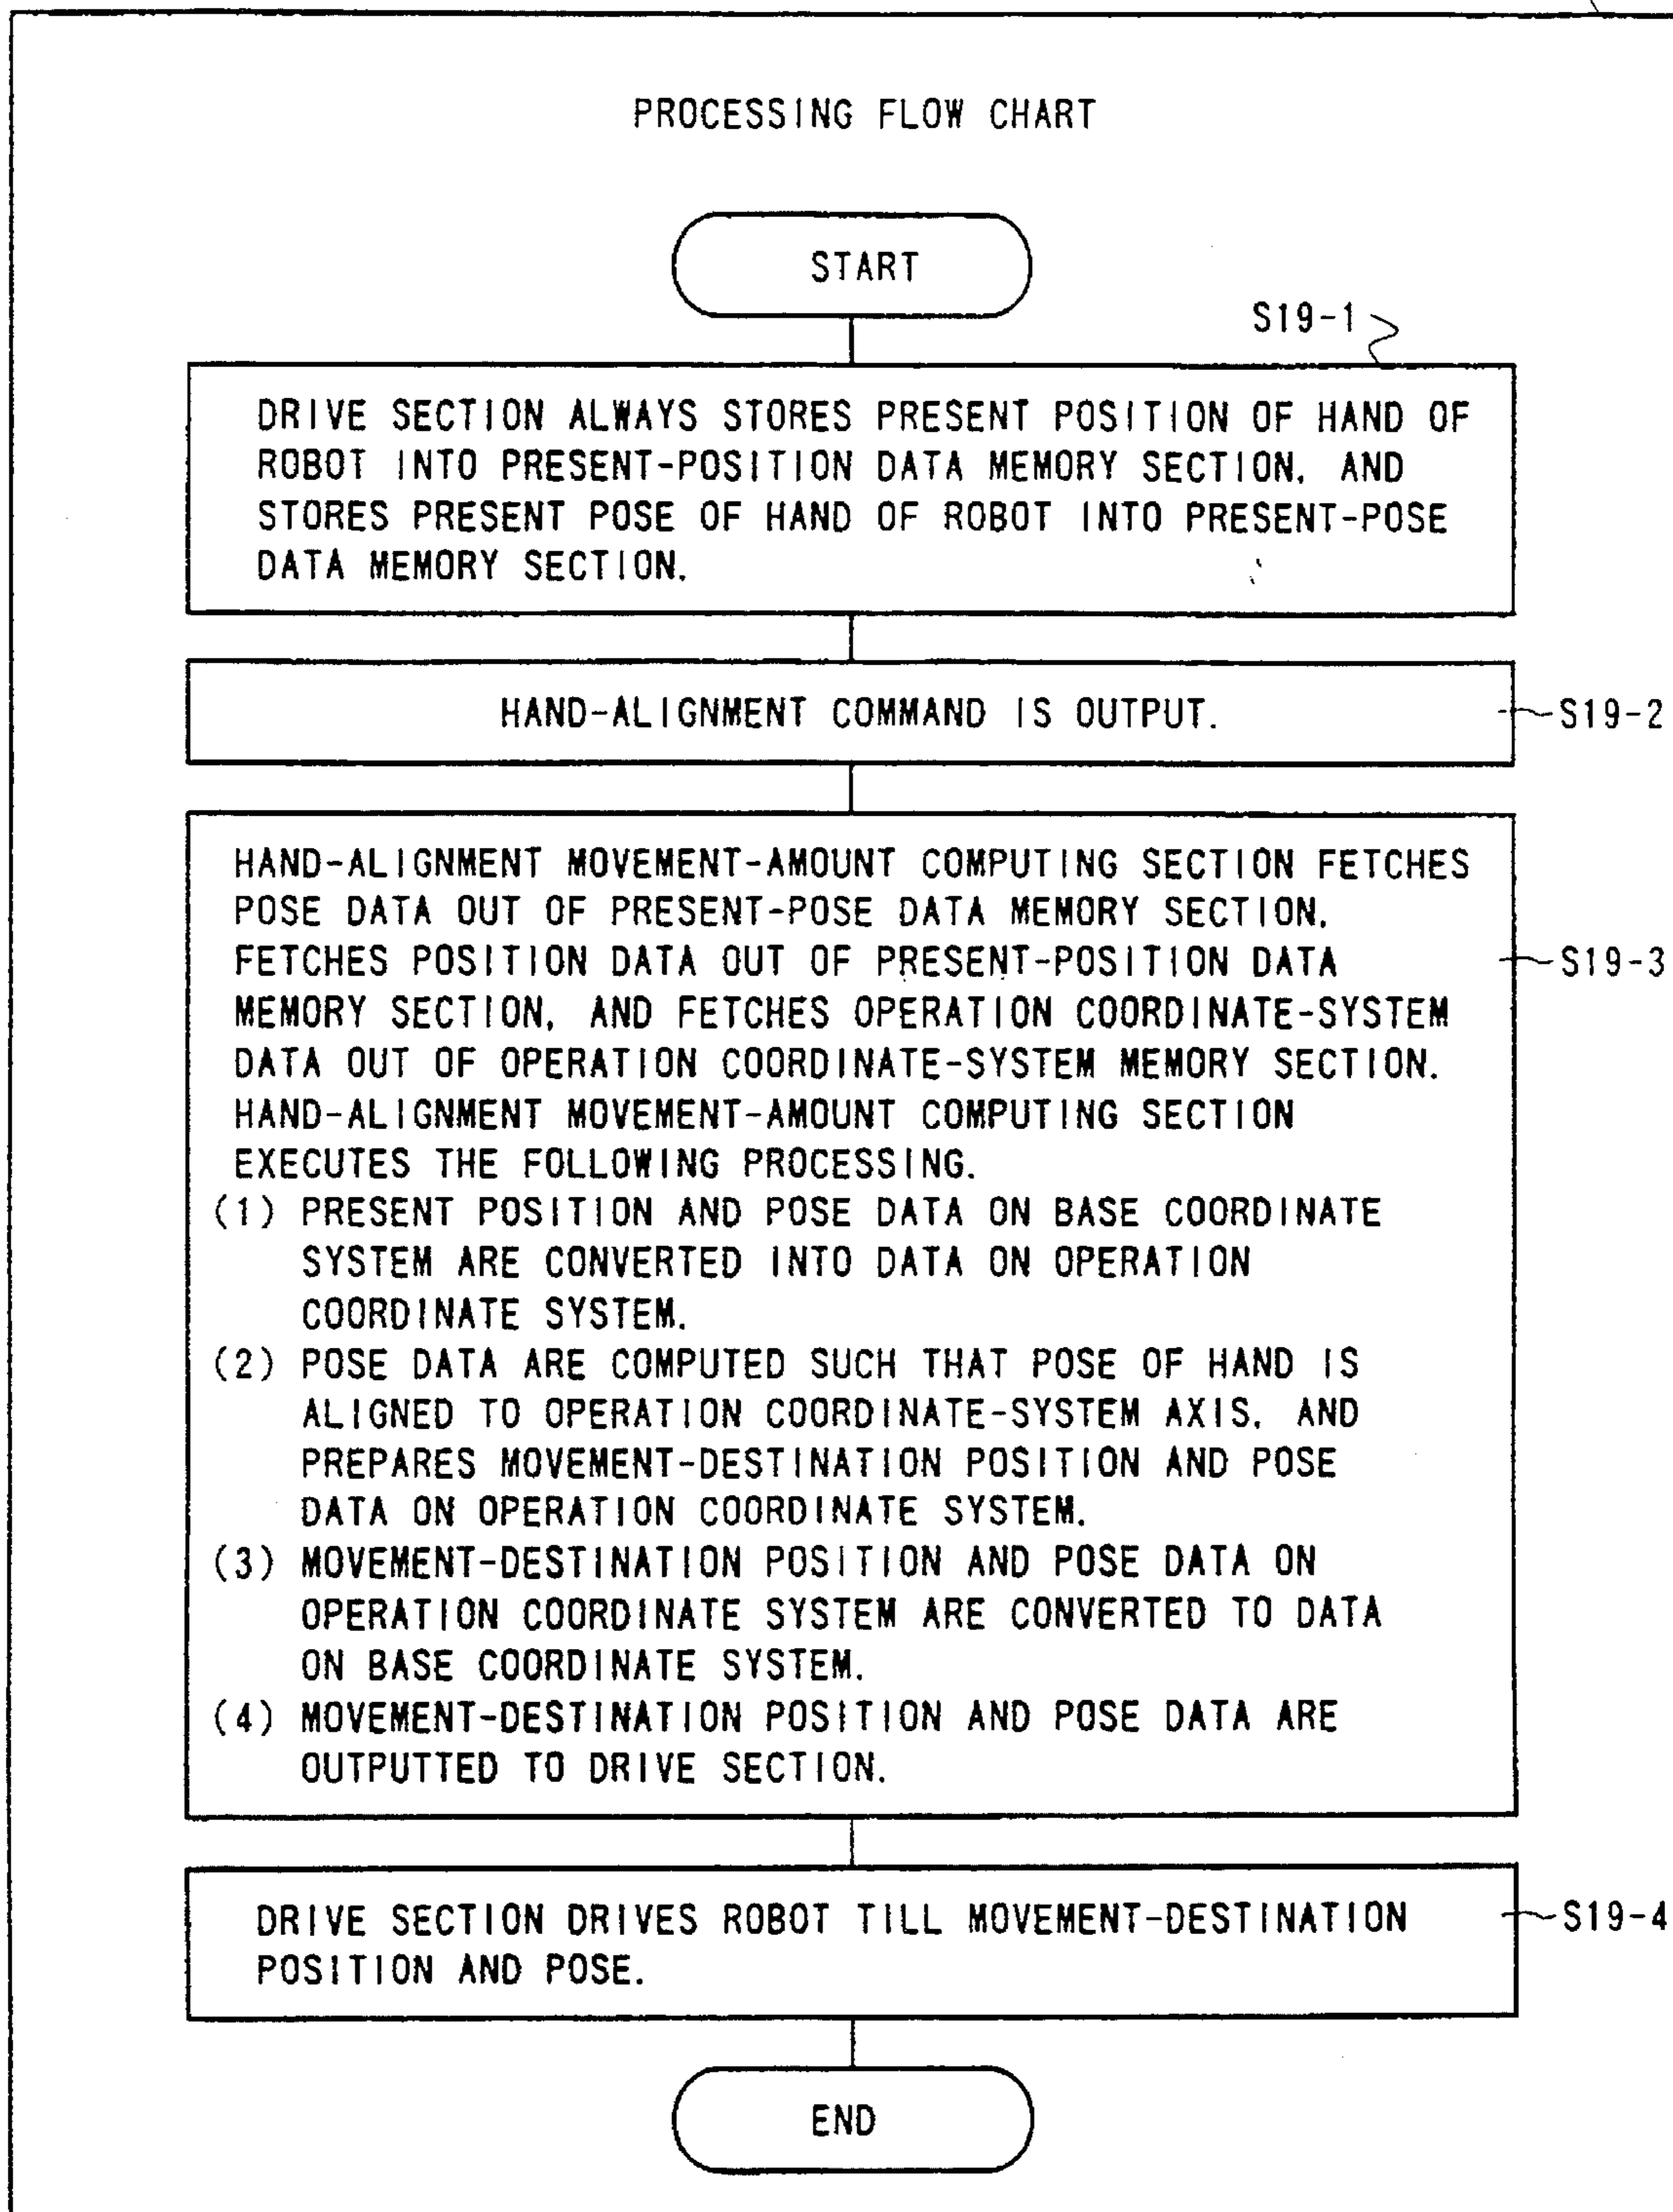 PROCESSING FLOW CHART
START
S19-1
DRIVE SECTION ALWAYS STORES PRESENT POSITION OF HAND OF
ROBOT INTO PRESENT-POSITION DATA MEMORY SECTION, AND
STORES PRESENT POSE OF HAND OF ROBOT INTO PRESENT-POSE
DATA MEMORY SECTION.
HAND-ALIGNMENT COMMAND IS OUTPUT.
S19-2
HAND-ALIGNMENT MOVEMENT-AMOUNT COMPUTING SECTION FETCHES
POSE DATA OUT OF PRESENT-POSE DATA MEMORY SECTION,
FETCHES POSITION DATA OUT OF PRESENT-POSITION DATA
MEMORY SECTION, AND FETCHES OPERATION COORDINATE-SYSTEM
DATA OUT OF OPERATION COORDINATE-SYSTEM MEMORY SECTION.
HAND-ALIGNMENT MOVEMENT-AMOUNT COMPUTING SECTION
EXECUTES THE FOLLOWING PROCESSING.
(1) PRESENT POSITION AND POSE DATA ON BASE COORDINATE
SYSTEM ARE CONVERTED INTO DATA ON OPERATION
COORDINATE SYSTEM.
(2) POSE DATA ARE COMPUTED SUCH THAT POSE OF HAND IS
ALIGNED TO OPERATION COORDINATE-SYSTEM AXIS, AND
PREPARES MOVEMENT-DESTINATION POSITION AND POSE
DATA ON OPERATION COORDINATE SYSTEM.
(3) MOVEMENT-DESTINATION POSITION AND POSE DATA ON
OPERATION COORDINATE SYSTEM ARE CONVERTED TO DATA
ON BASE COORDINATE SYSTEM.
(4) MOVEMENT-DESTINATION POSITION AND POSE DATA ARE
OUTPUTTED TO DRIVE SECTION.
S19-3
DRIVE SECTION DRIVES ROBOT TILL MOVEMENT-DESTINATION
POSITION AND POSE.
S19-4
END